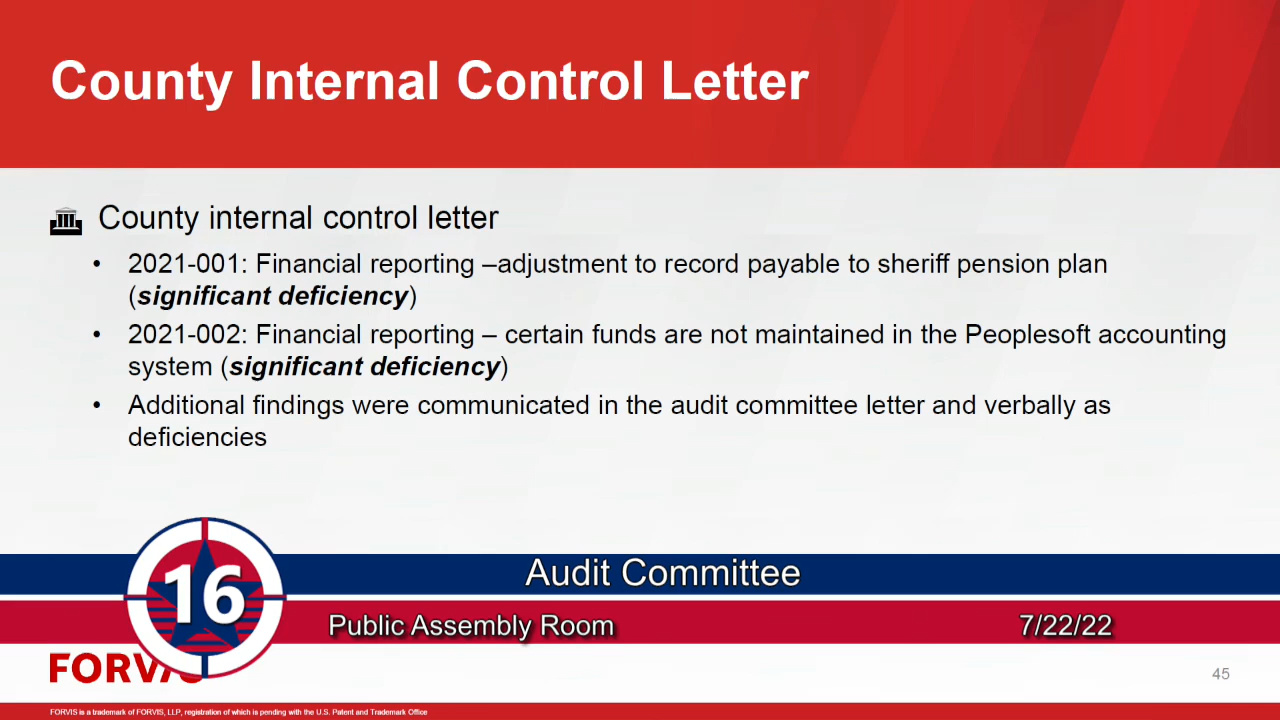 County Internal Control Letter
County internal control letter
• 2021-001: Financial reporting –adjustment to record payable to sheriff pension plan
(significant deficiency)
• 2021-002: Financial reporting – certain funds are not maintained in the Peoplesoft accounting
system (significant deficiency)
• Additional findings were communicated in the audit committee letter and verbally as
deficiencies
16
Audit Committee
Public Assembly Room 7/22/22
FORVIS
45
FORVIS is a trademark of FORVIS, LLP, registration of which is pending with the U.S. Patent and Trademark Office